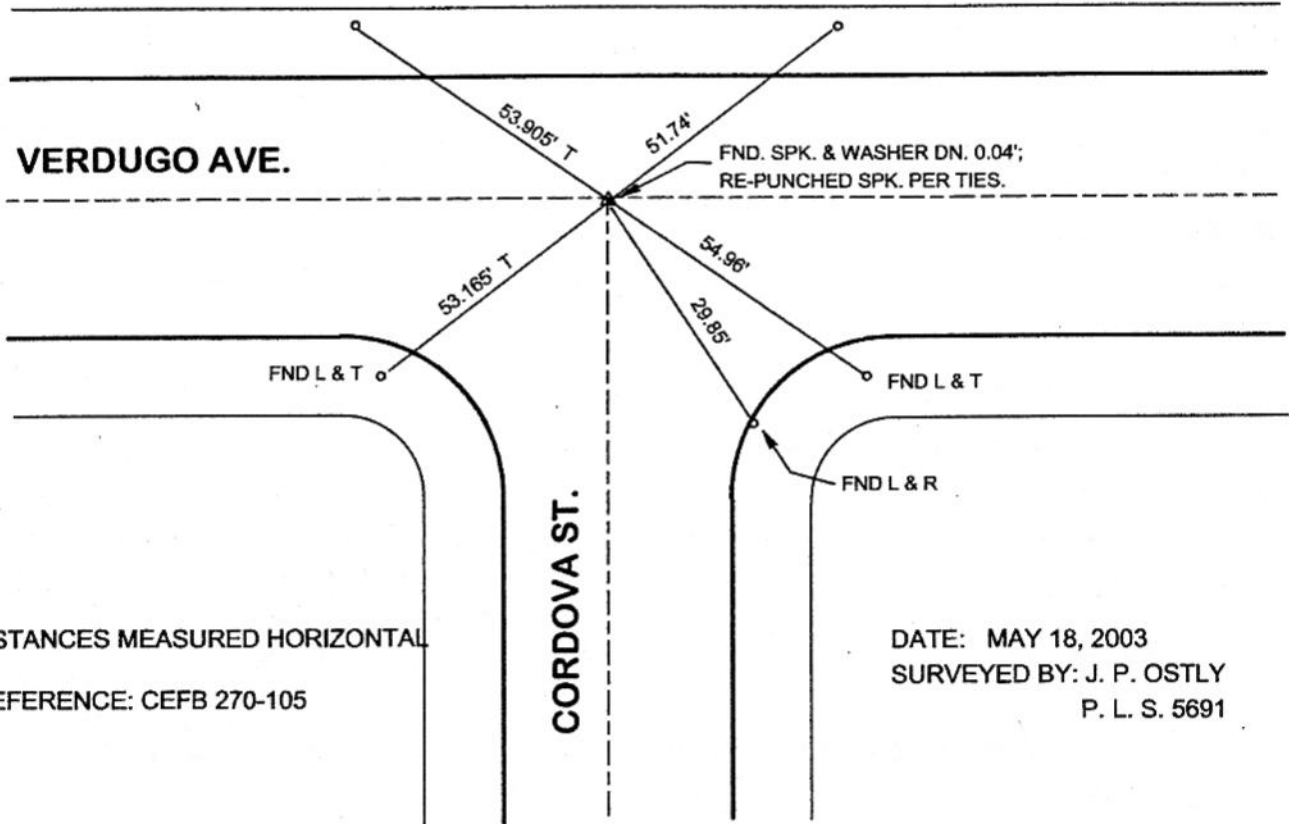 53.905' T
51.74'
VERDUGO AVE.
FND. SPK. & WASHER DN. 0.04';
RE-PUNCHED SPK. PER TIES.
53.165' T
54.96'
29.85'
FND L & T
FND L & T
FND L & R
CORDOVA ST.
STANCES MEASURED HORIZONTAL
EFERENCE: CEFB 270-105
DATE: MAY 18, 2003
SURVEYED BY: J. P. OSTLY
P. L. S. 5691